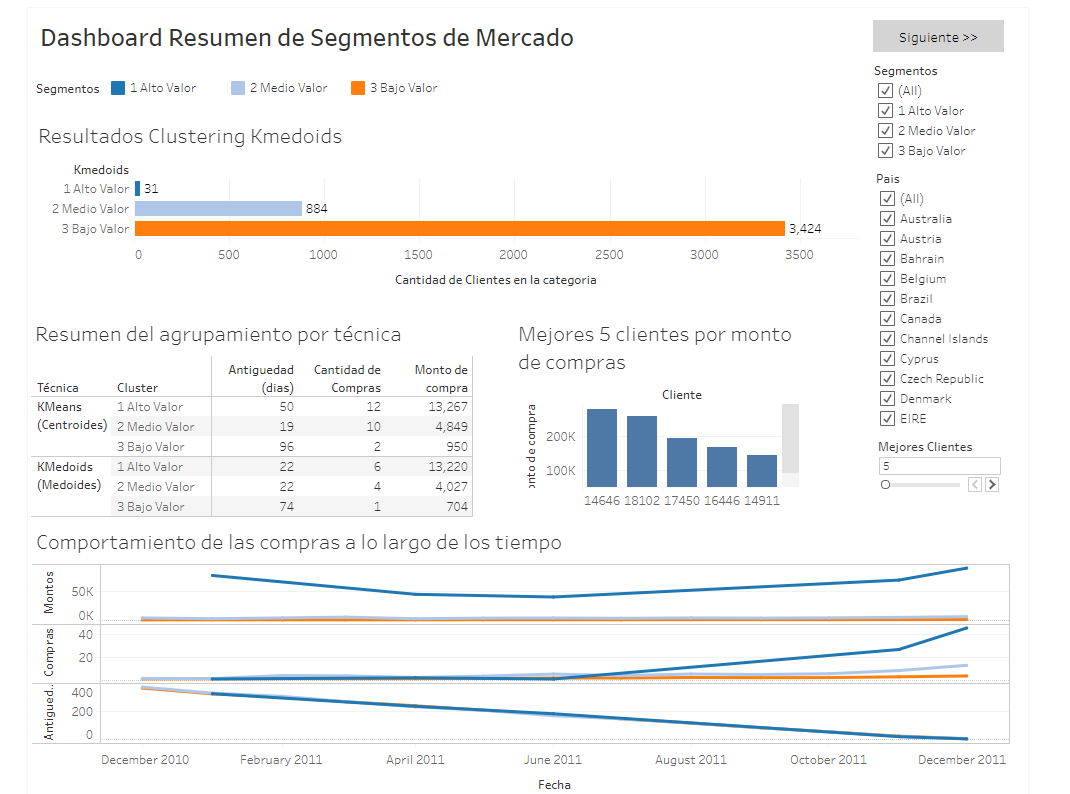 Dashboard Resumen de Segmentos de Mercado
Siguiente >>
Segmentos 1 Alto Valor 2 Medio Valor 3 Bajo Valor
Segmentos
(All)
1 Alto Valor
2 Medio Valor
3 Bajo Valor
Pais
(All)
Australia
Austria
Bahrain
Belgium
Brazil
Canada
Channel Islands
Cyprus
Czech Republic
Denmark
EIRE
Mejores Clientes
5
Resultados Clustering Kmedoids
Kmedoids
1 Alto Valor 31
2 Medio Valor 884
3 Bajo Valor 3,424
0 500 1000 1500 2000 2500 3000 3500
Cantidad de Clientes en la categoria
Resumen del agrupamiento por técnica
Antiguedad Cantidad de Monto de
Técnica Cluster (dias) Compras compra
KMeans 1 Alto Valor 50 12 13,267
(Centroides) 2 Medio Valor 19 10 4,849
3 Bajo Valor 96 2 950
KMedoids 1 Alto Valor 22 6 13,220
(Medoides) 2 Medio Valor 22 4 4,027
3 Bajo Valor 74 1 704
Mejores 5 clientes por monto
de compras
Cliente
onto de compra
200K
100K
14646 18102 17450 16446 14911
Comportamiento de las compras a lo largo de los tiempo
Montos
50K
0K
Compras
40
20
Antigued..
400
200
0
December 2010 February 2011 April 2011 June 2011 August 2011 October 2011 December 2011
Fecha